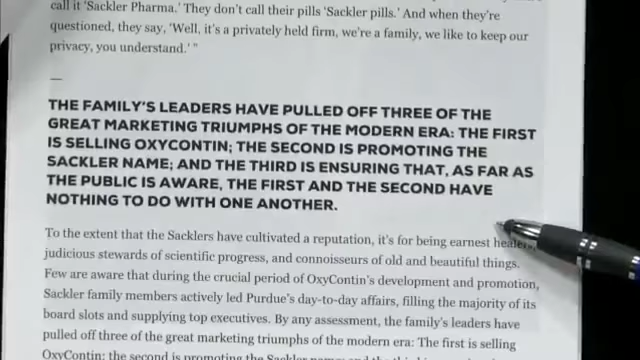 call it 'Sackler Pharma.' They don't call their pills 'Sackler pills.' And when they're
questioned, they say, 'Well, it's a privately held firm, we're a family, we like to keep our
privacy, you understand.' "
—
THE FAMILY'S LEADERS HAVE PULLED OFF THREE OF THE
GREAT MARKETING TRIUMPHS OF THE MODERN ERA: THE FIRST
IS SELLING OXYCONTIN; THE SECOND IS PROMOTING THE
SACKLER NAME; AND THE THIRD IS ENSURING THAT, AS FAR AS
THE PUBLIC IS AWARE, THE FIRST AND THE SECOND HAVE
NOTHING TO DO WITH ONE ANOTHER.
To the extent that the Sacklers have cultivated a reputation, it's for being earnest healers,
judicious stewards of scientific progress, and connoisseurs of old and beautiful things.
Few are aware that during the crucial period of OxyContin's development and promotion,
Sackler family members actively led Purdue's day-to-day affairs, filling the majority of its
board slots and supplying top executives. By any assessment, the family's leaders have
pulled off three of the great marketing triumphs of the modern era: The first is selling
OxyContin; the second is promoting the Sackler name; and the third is